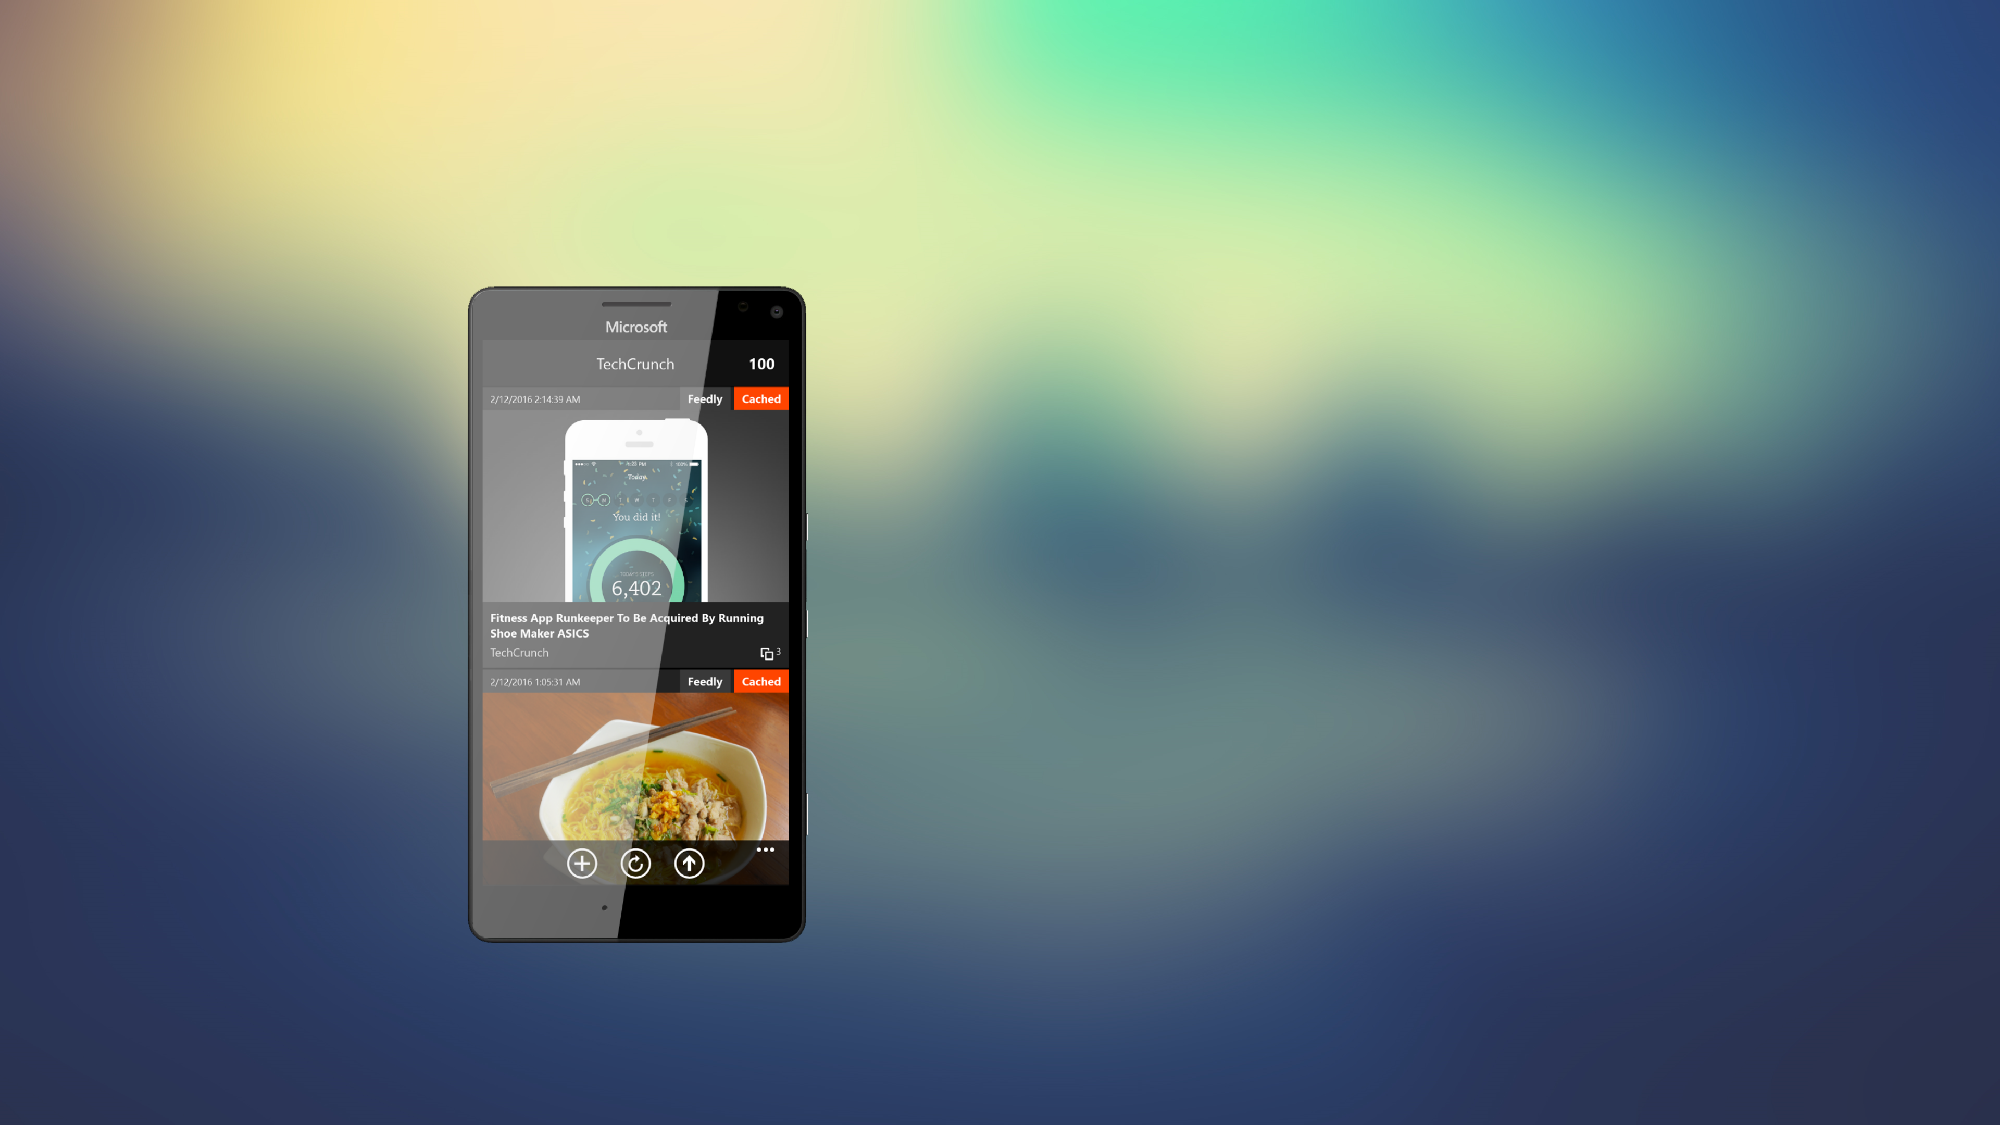 Microsoft
TechCrunch 100
2/12/2016 2:14:39 AM Feedly Cached
Today.
You did it!
6,402
Fitness App Runkeeper To Be Acquired By Running
Shoe Maker ASICS
TechCrunch 3
2/12/2016 1:05:31 AM Feedly Cached